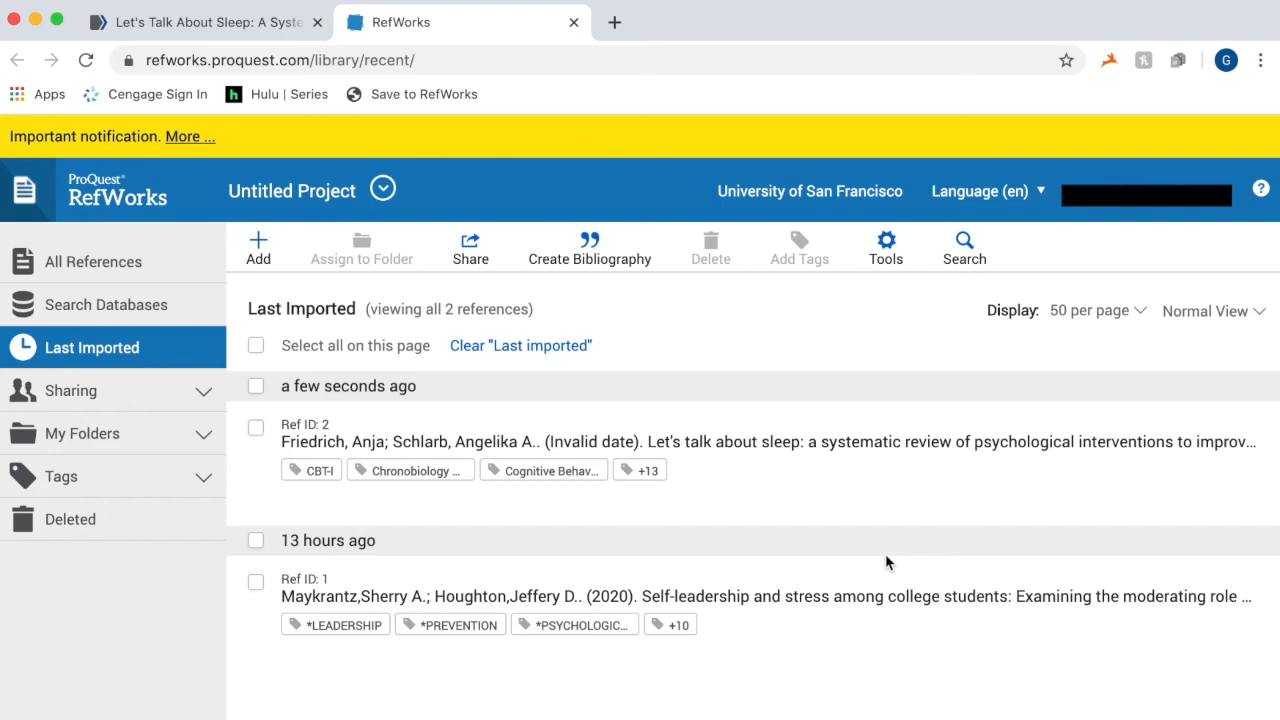 Let's Talk About Sleep: A Syste
RefWorks
refworks.proquest.com/library/recent/
G
Apps
Cengage Sign In
Hulu | Series
Save to RefWorks
Important notification. More ...
ProQuest®
RefWorks
Untitled Project
University of San Francisco
Language (en)
?
All References
Search Databases
Last Imported
Sharing
My Folders
Tags
Deleted
Add
Assign to Folder
Share
Create Bibliography
Delete
Add Tags
Tools
Search
Last Imported (viewing all 2 references)
Display: 50 per page Normal View
Select all on this page Clear "Last imported"
a few seconds ago
Ref ID: 2
Friedrich, Anja; Schlarb, Angelika A.. (Invalid date). Let's talk about sleep: a systematic review of psychological interventions to improv...
CBT-I Chronobiology ... Cognitive Behav... +13
13 hours ago
Ref ID: 1
Maykrantz,Sherry A.; Houghton,Jeffery D.. (2020). Self-leadership and stress among college students: Examining the moderating role ...
*LEADERSHIP *PREVENTION *PSYCHOLOGIC... +10